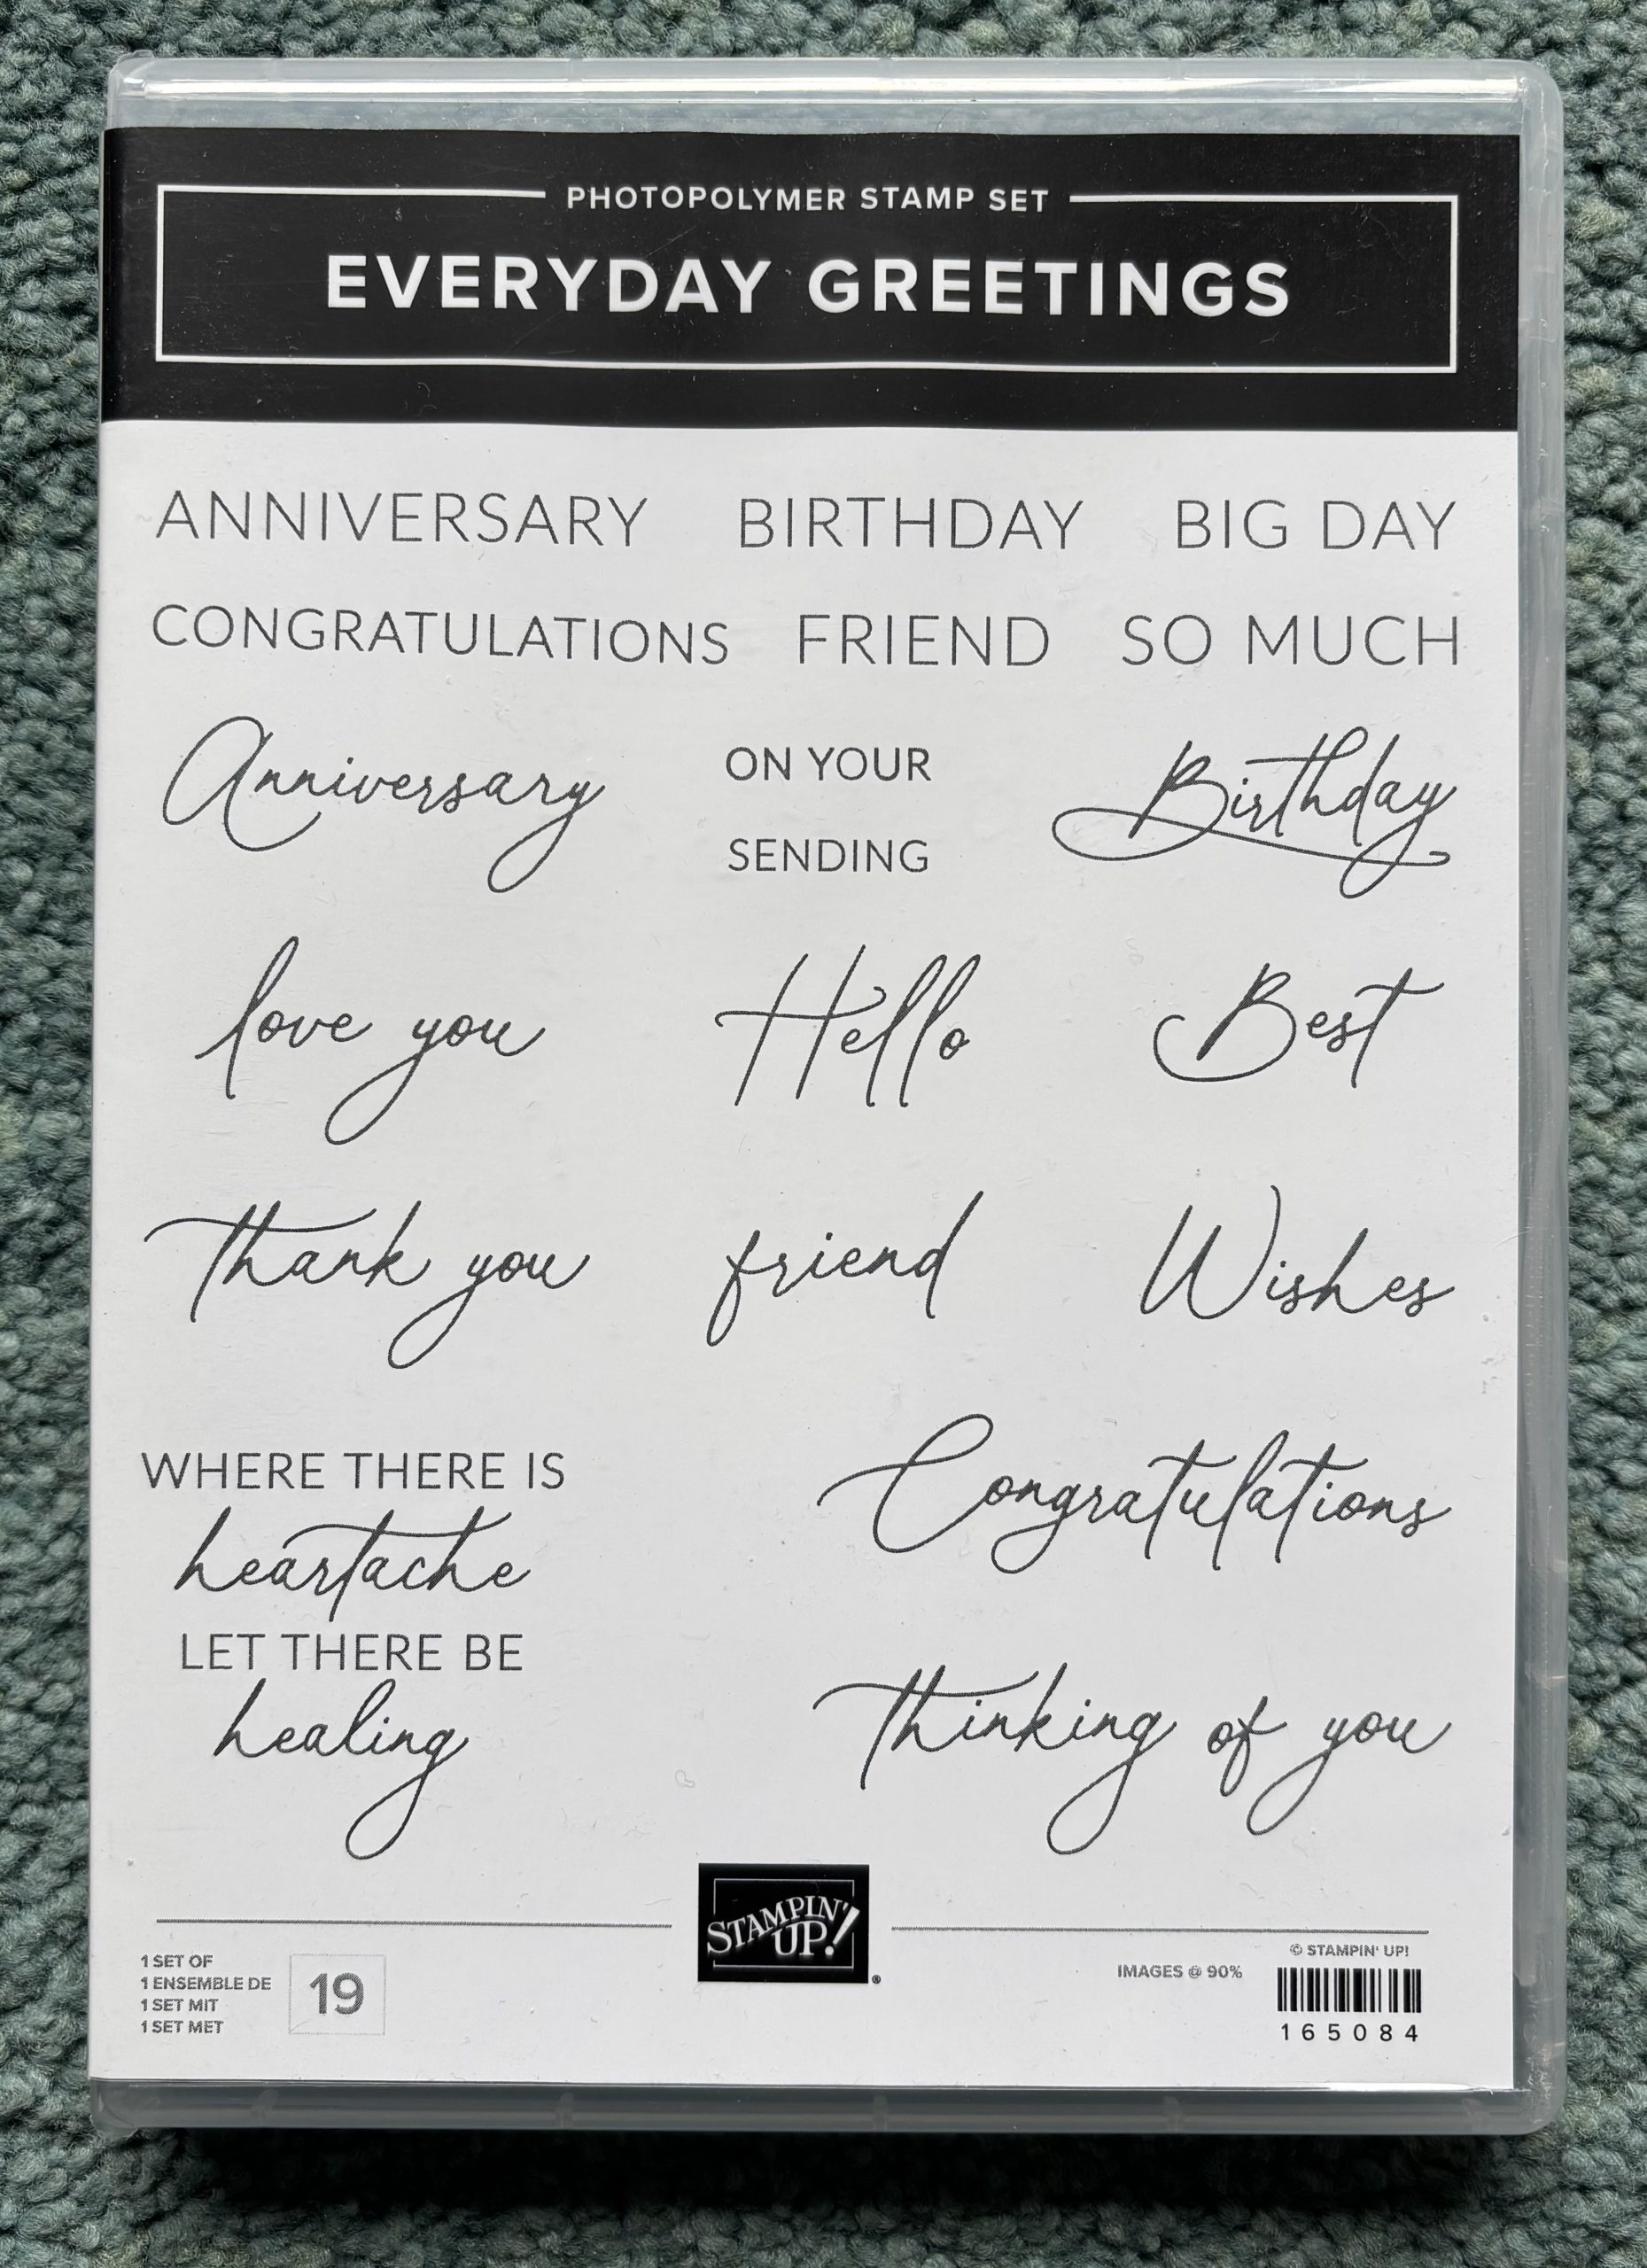 PHOTOPOLYMER STAMP SET
EVERYDAY GREETINGS
ANNIVERSARY BIRTHDAY BIG DAY
CONGRATULATIONS FRIEND SO MUCH
Anniversary
ON YOUR
SENDING
Birthday
love you Hello Best
thank you friend Wishes
WHERE THERE IS
heartache
LET THERE BE
healing
Congratulations
thinking of you
STAMPIN'
UP!
®
1 SET OF
1 ENSEMBLE DE
1 SET MIT
1 SET MET
19
IMAGES @ 90%
© STAMPIN' UP!
165084